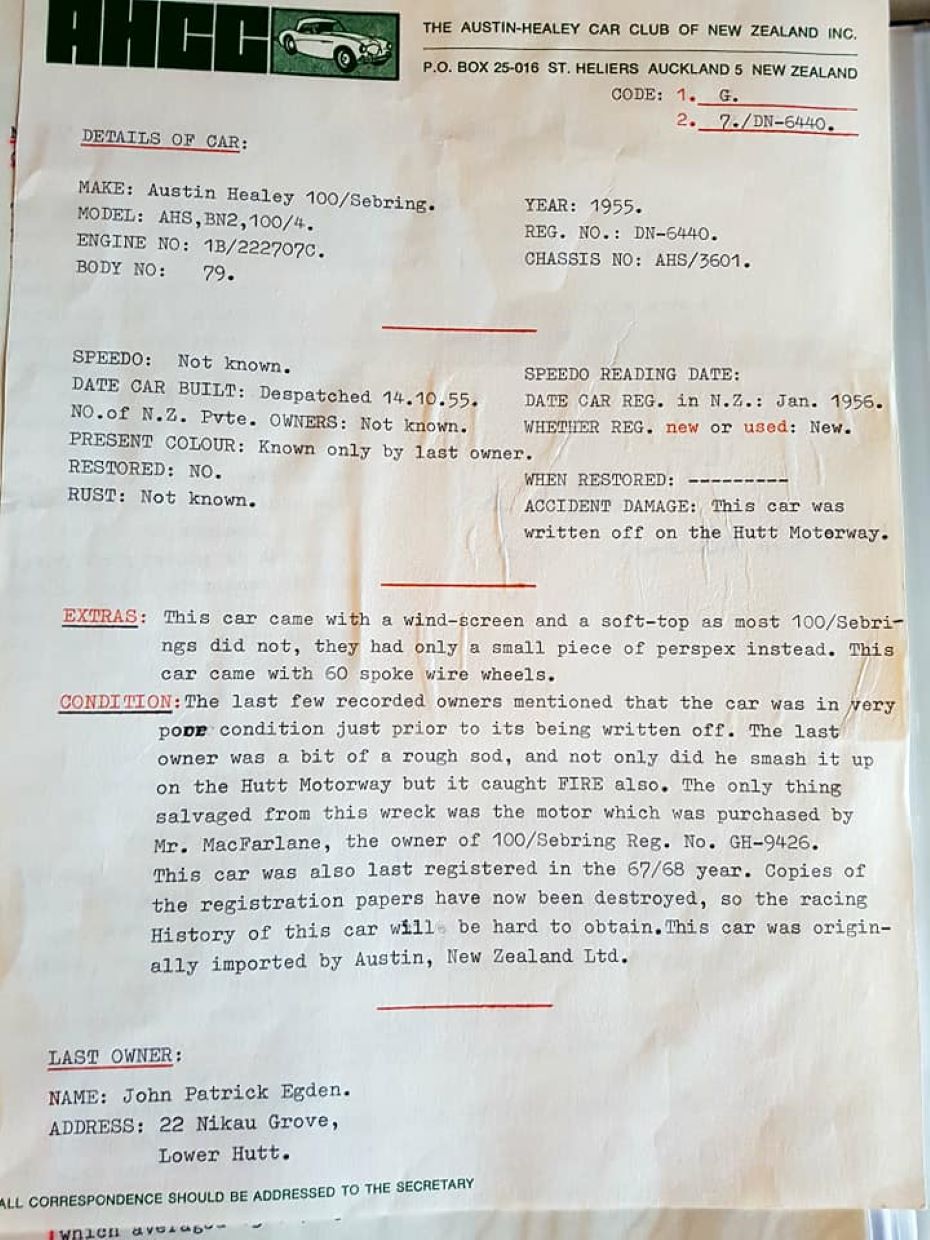 AHCC
THE AUSTIN-HEALEY CAR CLUB OF NEW ZEALAND INC.
P.O. BOX 25-016 ST. HELIERS AUCKLAND 5 NEW ZEALAND
CODE: 1. G.
2. 7./DN-6440.
DETAILS OF CAR:
MAKE: Austin Healey 100/Sebring.
MODEL: AHS,BN2,100/4.
ENGINE NO: 1B/222707C.
BODY NO: 79.
YEAR: 1955.
REG. NO.: DN-6440.
CHASSIS NO: AHS/3601.
SPEEDO: Not known.
DATE CAR BUILT: Despatched 14.10.55.
NO.of N.Z. Pvte. OWNERS: Not known.
PRESENT COLOUR: Known only by last owner.
RESTORED: NO.
RUST: Not known.
SPEEDO READING DATE:
DATE CAR REG. in N.Z.: Jan. 1956.
WHETHER REG. new or used: New.
WHEN RESTORED: ---------
ACCIDENT DAMAGE: This car was
written off on the Hutt Motorway.
EXTRAS: This car came with a wind-screen and a soft-top as most 100/Sebri-
ngs did not, they had only a small piece of perspex instead. This
car came with 60 spoke wire wheels.
CONDITION:The last few recorded owners mentioned that the car was in very
poor condition just prior to its being written off. The last
owner was a bit of a rough sod, and not only did he smash it up
on the Hutt Motorway but it caught FIRE also. The only thing
salvaged from this wreck was the motor which was purchased by
Mr. MacFarlane, the owner of 100/Sebring Reg. No. GH-9426.
This car was also last registered in the 67/68 year. Copies of
the registration papers have now been destroyed, so the racing
History of this car will be hard to obtain.This car was origin-
ally imported by Austin, New Zealand Ltd.
LAST OWNER:
NAME: John Patrick Egden.
ADDRESS: 22 Nikau Grove,
Lower Hutt.
ALL CORRESPONDENCE SHOULD BE ADDRESSED TO THE SECRETARY
which averaged